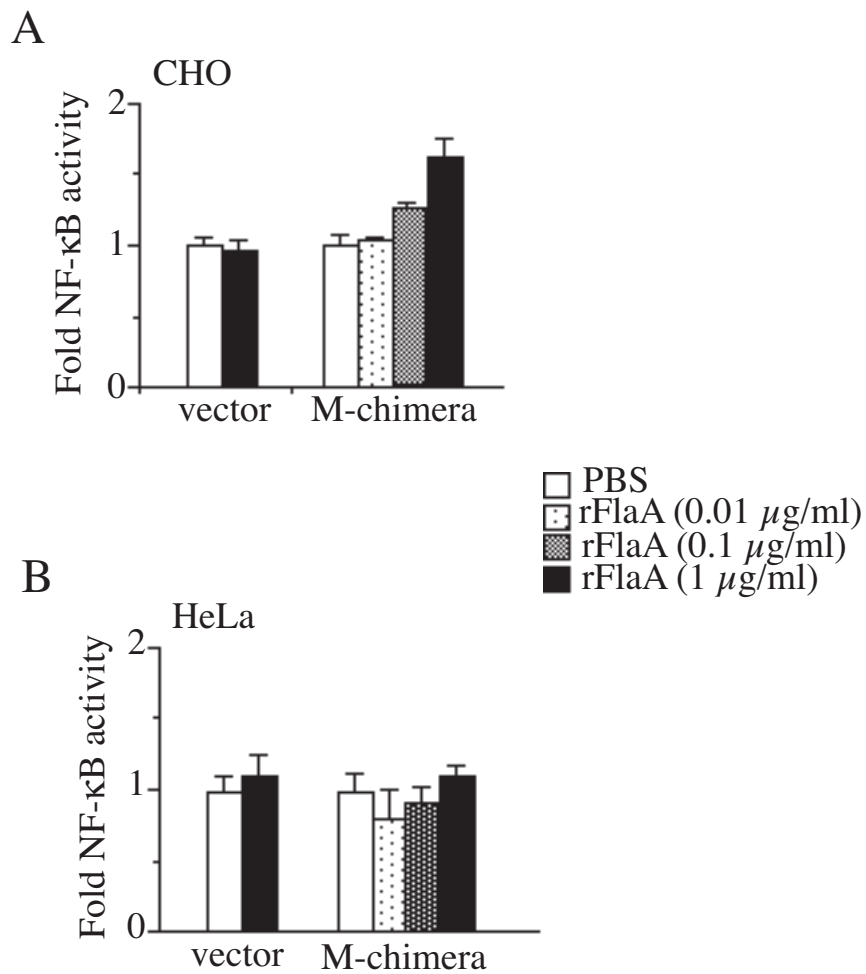 A
CHO
Fold NF-κB activity
2
1
0
vector M-chimera
PBS
rFlaA (0.01 µg/ml)
rFlaA (0.1 µg/ml)
rFlaA (1 µg/ml)
B
HeLa
Fold NF-κB activity
2
1
0
vector M-chimera